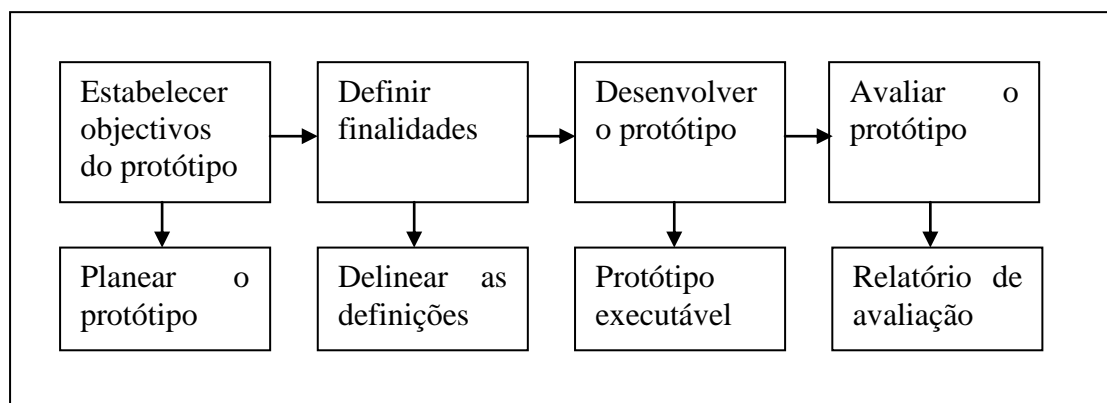 Estabelecer
objectivos
do protótipo
Definir
finalidades
Desenvolver
o protótipo
Avaliar o
protótipo
Planear o
protótipo
Delinear as
definições
Protótipo
executável
Relatório de
avaliação